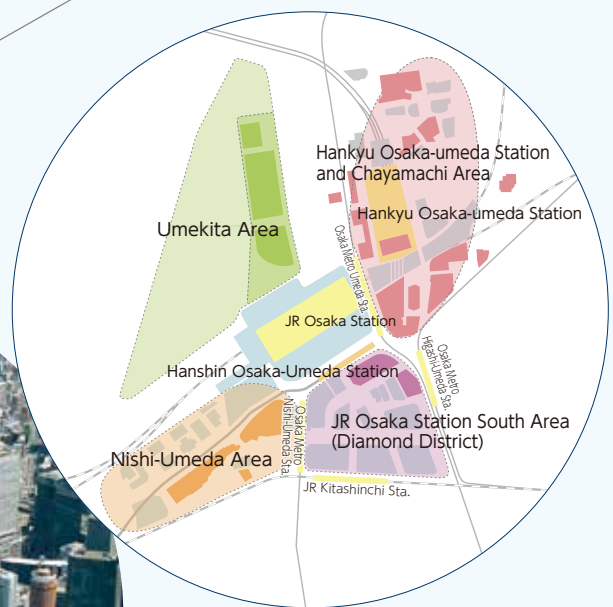 Hankyu Osaka-umeda Station
and Chayamachi Area
Hankyu Osaka-umeda Station
Umekita Area
Osaka Metro Umeda Sta.
JR Osaka Station
Osaka Metro
Higashi-Umeda Sta.
Hanshin Osaka-Umeda Station
JR Osaka Station South Area
(Diamond District)
Osaka Metro
Nishi-Umeda Sta.
Nishi-Umeda Area
JR Kitashinchi Sta.